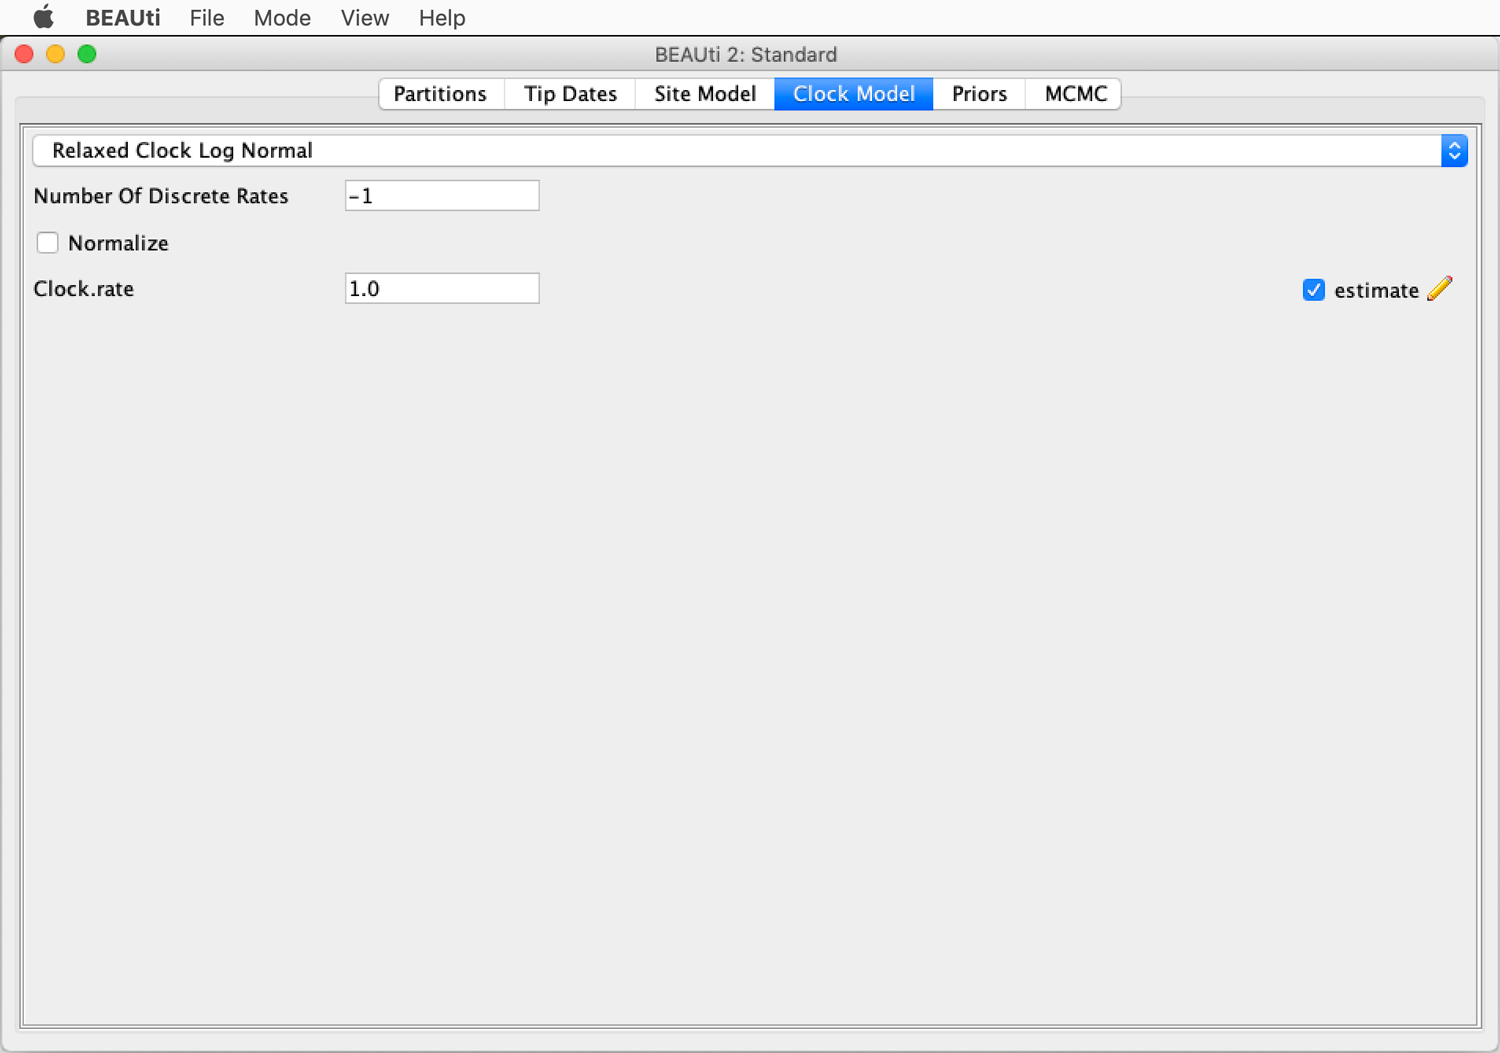 BEAUti File Mode View Help
BEAUti 2: Standard
Partitions Tip Dates Site Model Clock Model Priors MCMC
Relaxed Clock Log Normal
Number Of Discrete Rates -1
Normalize
Clock.rate 1.0 estimate